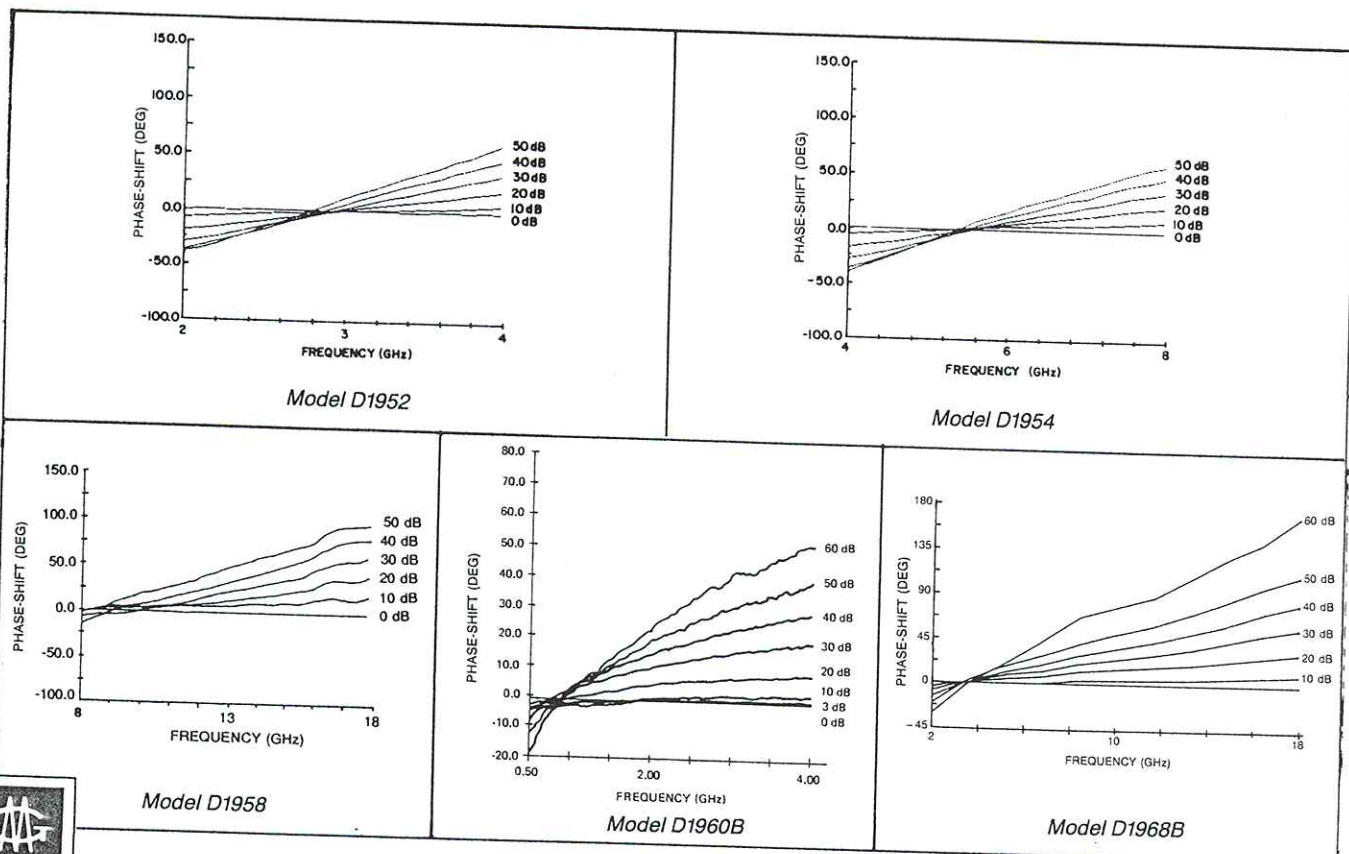 150.0
100.0
50.0
0.0
-50.0
-100.0
PHASE-SHIFT (DEG)
50 dB
40 dB
30 dB
20 dB
10 dB
0 dB
2
3
4
FREQUENCY (GHz)
Model D1952
150.0
100.0
50.0
0.0
-50.0
-100.0
PHASE-SHIFT (DEG)
50 dB
40 dB
30 dB
20 dB
10 dB
0 dB
4
6
8
FREQUENCY (GHz)
Model D1954
150.0
100.0
50.0
0.0
-50.0
-100.0
PHASE-SHIFT (DEG)
50 dB
40 dB
30 dB
20 dB
10 dB
0 dB
8
13
18
FREQUENCY (GHz)
Model D1958
80.0
70.0
60.0
50.0
40.0
30.0
20.0
10.0
0.0
-10.0
-20.0
PHASE-SHIFT (DEG)
60 dB
50 dB
40 dB
30 dB
20 dB
10 dB
3 dB
0 dB
0.50
2.00
4.00
FREQUENCY (GHz)
Model D1960B
180
135
90
45
0
-45
PHASE-SHIFT (DEG)
60 dB
50 dB
40 dB
30 dB
20 dB
10 dB
2
10
18
FREQUENCY (GHz)
Model D1968B